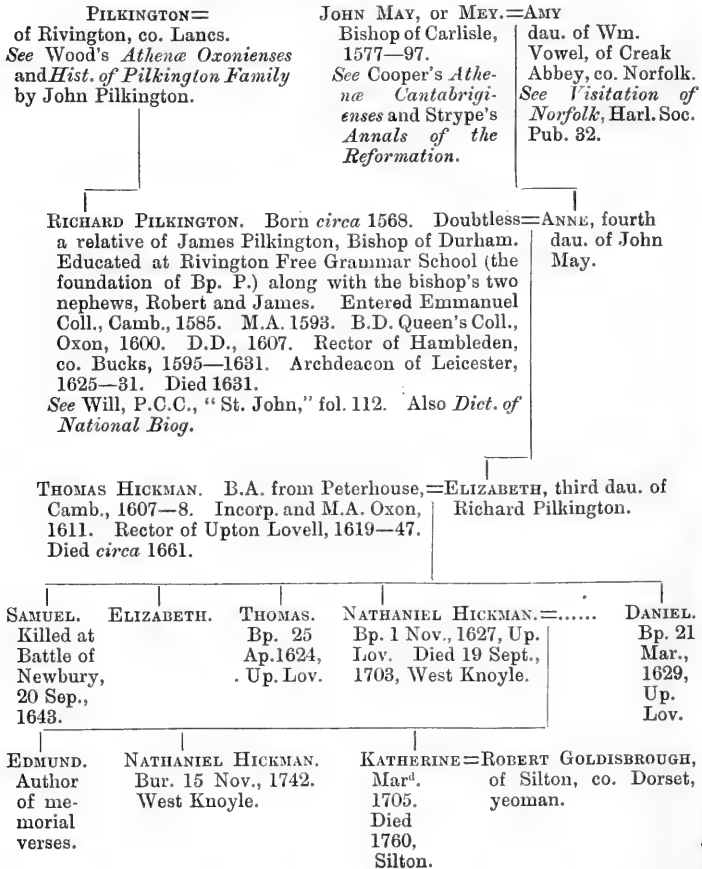 PILKINGTON=
of Rivington, co. Lancs.
See Wood's Athenæ Oxonienses
and Hist. of Pilkington Family
by John Pilkington.
JOHN MAY, or MEY.=AMY
Bishop of Carlisle,
1577—97.
See Cooper's Athe-
næ Cantabrigi-
enses and Strype's
Annals of the
Reformation.
dau. of Wm.
Vowel, of Creak
Abbey, co. Norfolk.
See Visitation of
Norfolk, Harl. Soc.
Pub. 32.
RICHARD PILKINGTON. Born circa 1568. Doubtless=ANNE, fourth
a relative of James Pilkington, Bishop of Durham.
Educated at Rivington Free Grammar School (the
foundation of Bp. P.) along with the bishop's two
nephews, Robert and James. Entered Emmanuel
Coll., Camb., 1585. M.A. 1593. B.D. Queen's Coll.,
Oxon, 1600. D.D., 1607. Rector of Hambleden,
co. Bucks, 1595—1631. Archdeacon of Leicester,
1625—31. Died 1631.
See Will, P.C.C., "St. John," fol. 112. Also Dict. of
National Biog.
dau. of John
May.
THOMAS HICKMAN. B.A. from Peterhouse,=ELIZABETH, third dau. of
Camb., 1607—8. Incorp. and M.A. Oxon,
1611. Rector of Upton Lovell, 1619—47.
Died circa 1661.
Richard Pilkington.
SAMUEL.
Killed at
Battle of
Newbury,
20 Sep.,
1643.
ELIZABETH.
THOMAS.
Bp. 25
Ap.1624,
Up. Lov.
NATHANIEL HICKMAN.=......
Bp. 1 Nov., 1627, Up.
Lov. Died 19 Sept.,
1703, West Knoyle.
DANIEL.
Bp. 21
Mar.,
1629,
Up.
Lov.
EDMUND.
Author
of me-
morial
verses.
NATHANIEL HICKMAN.
Bur. 15 Nov., 1742.
West Knoyle.
KATHERINE=ROBERT GOLDISBROUGH,
Mard.
1705.
Died
1760,
Silton.
of Silton, co. Dorset,
yeoman.